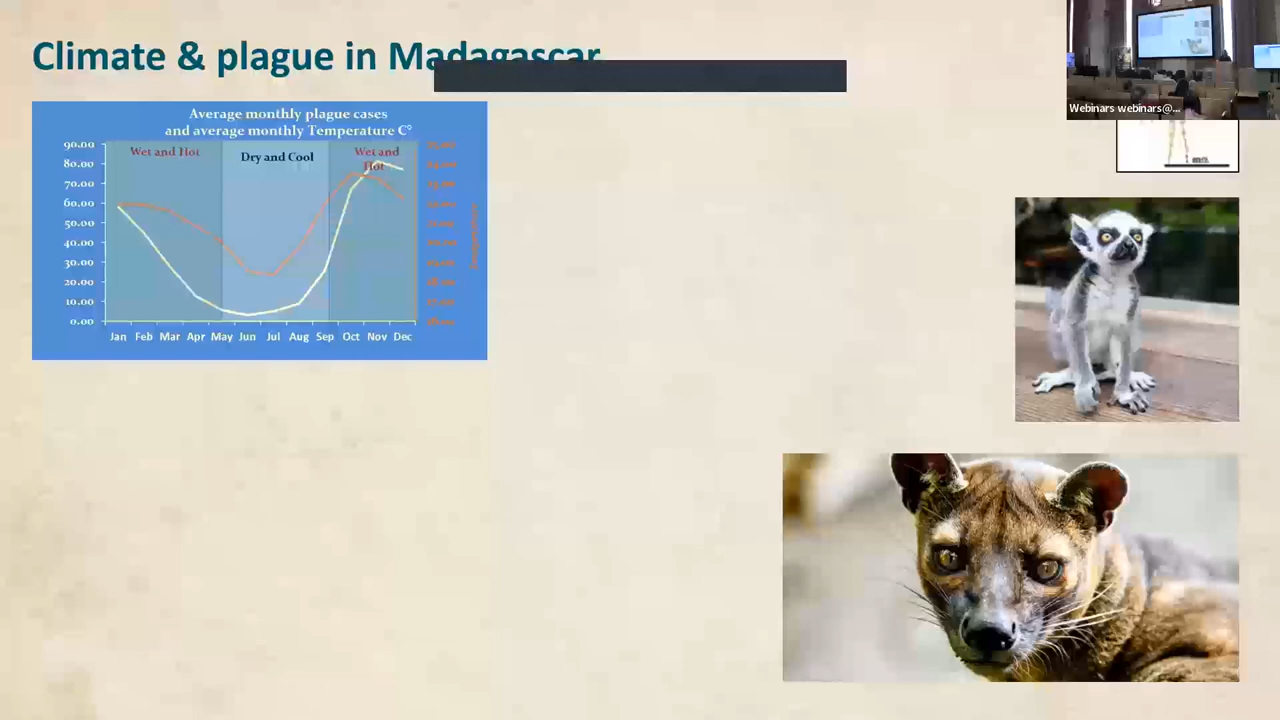 Climate & plague in Madagascar
Webinars webinars@...
Average monthly plague cases
and average monthly Temperature C°
90.00
80.00
70.00
60.00
50.00
40.00
30.00
20.00
10.00
0.00
Wet and Hot
Dry and Cool
Wet and
Hot
Jan Feb Mar Apr May Jun Jul Aug Sep Oct Nov Dec